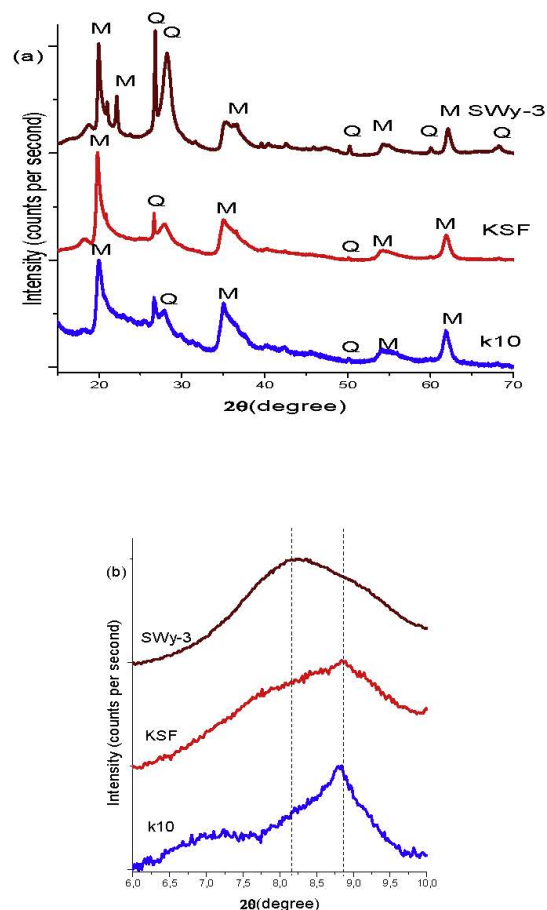 (a)
M
M
Q
Q
M
Q
M
Q
M
Q
SWy-3
M
Q
M
Q
M
M
KSF
M
Q
M
Q
M
M
k10
Intensity (counts per second)
20 30 40 50 60 70
2θ(degree)
(b)
SWy-3
KSF
k10
Intensity (counts per second)
6,0 6,5 7,0 7,5 8,0 8,5 9,0 9,5 10,0
2θ(degree)